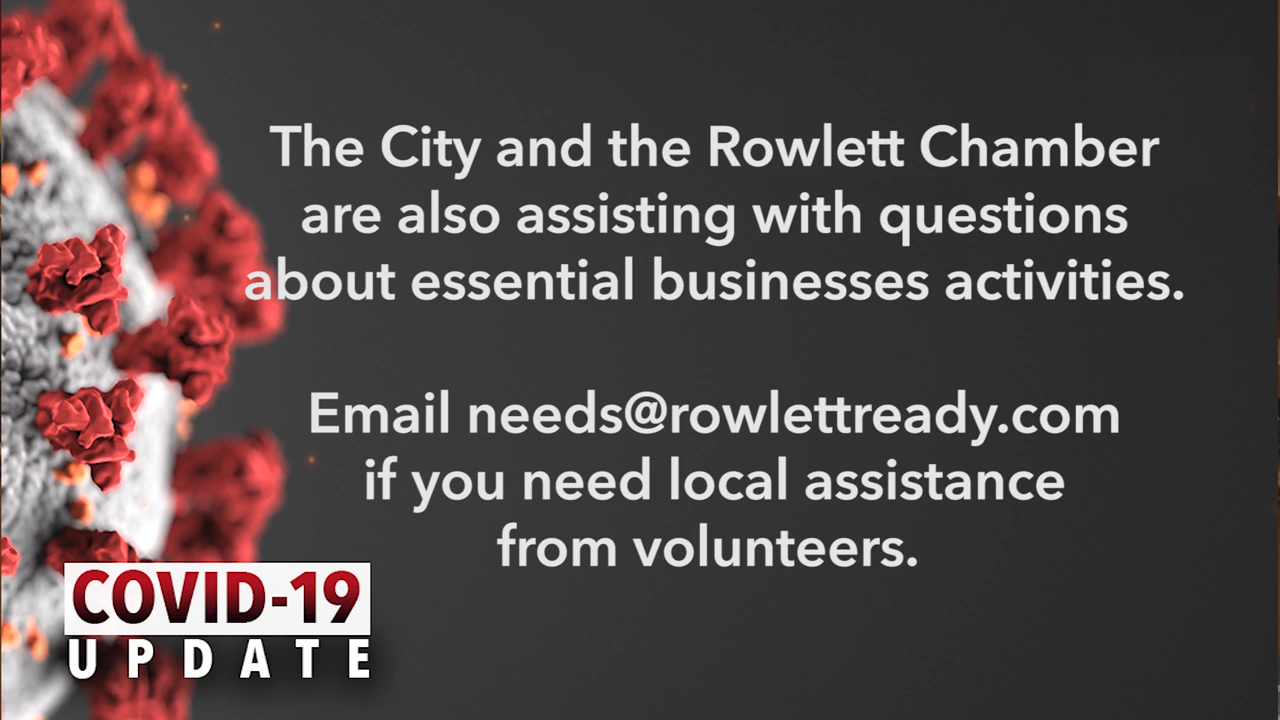 The City and the Rowlett Chamber
are also assisting with questions
about essential businesses activities.
Email needs@rowlettready.com
if you need local assistance
from volunteers.
COVID-19
UPDATE